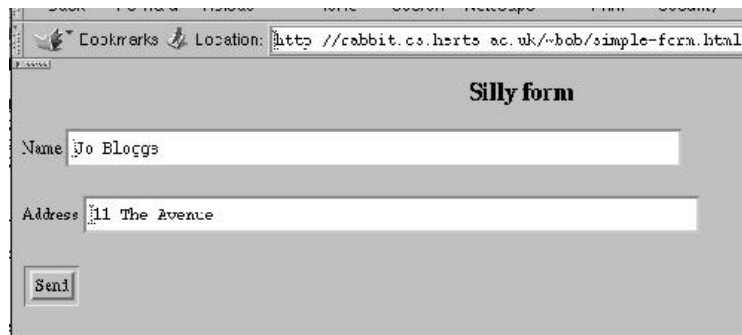 Bookmarks Location: http://rabbit.cs.herts.ac.uk/~bob/simple-form.html
Silly form
Name Jo Bloggs
Address 11 The Avenue
Send